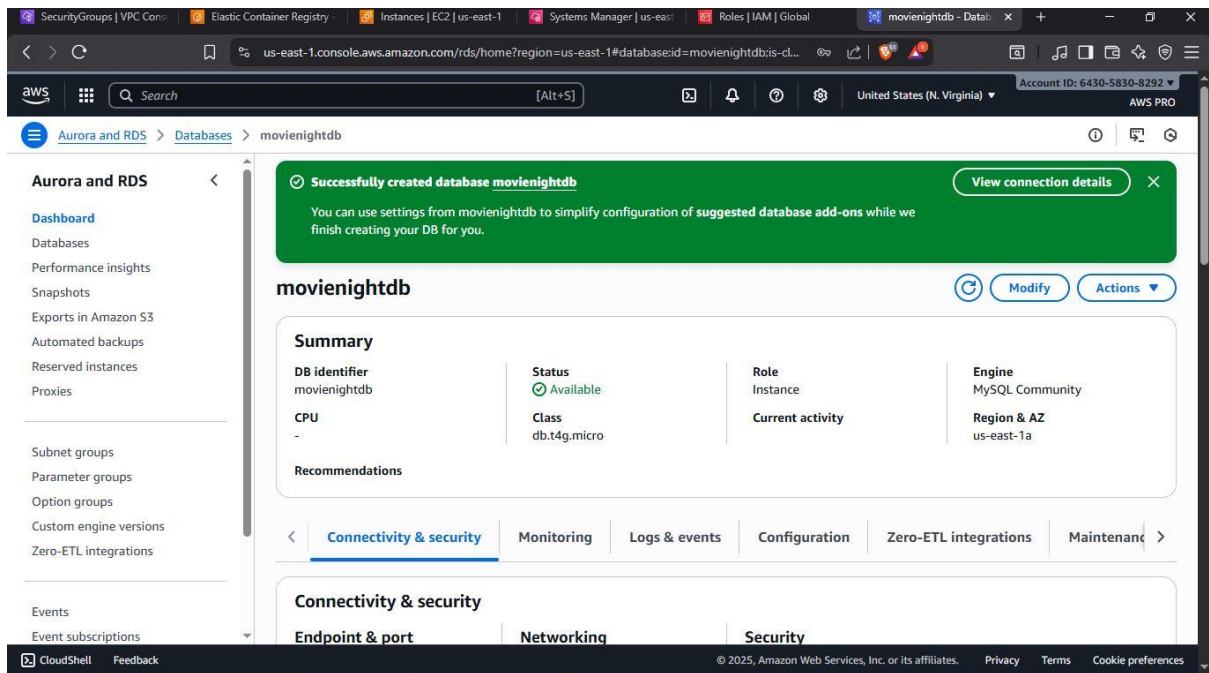 SecurityGroups | VPC Cons
Elastic Container Registry -
Instances | EC2 | us-east-1
Systems Manager | us-east
Roles | IAM | Global
movienightdb - Datab
us-east-1.console.aws.amazon.com/rds/home?region=us-east-1#database:id=movienightdb;is-cl...
aws
Search
[Alt+S]
United States (N. Virginia)
Account ID: 6430-5830-8292
AWS PRO
Aurora and RDS > Databases > movienightdb
Aurora and RDS
Dashboard
Databases
Performance insights
Snapshots
Exports in Amazon S3
Automated backups
Reserved instances
Proxies
Subnet groups
Parameter groups
Option groups
Custom engine versions
Zero-ETL integrations
Events
Event subscriptions
Successfully created database movienightdb
View connection details
You can use settings from movienightdb to simplify configuration of suggested database add-ons while we
finish creating your DB for you.
movienightdb
Modify
Actions
Summary
DB identifier
movienightdb
Status
Available
Role
Instance
Engine
MySQL Community
CPU
-
Class
db.t4g.micro
Current activity
Region & AZ
us-east-1a
Recommendations
Connectivity & security
Monitoring
Logs & events
Configuration
Zero-ETL integrations
Maintenanc
Connectivity & security
Endpoint & port
Networking
Security
CloudShell
Feedback
© 2025, Amazon Web Services, Inc. or its affiliates.
Privacy
Terms
Cookie preferences